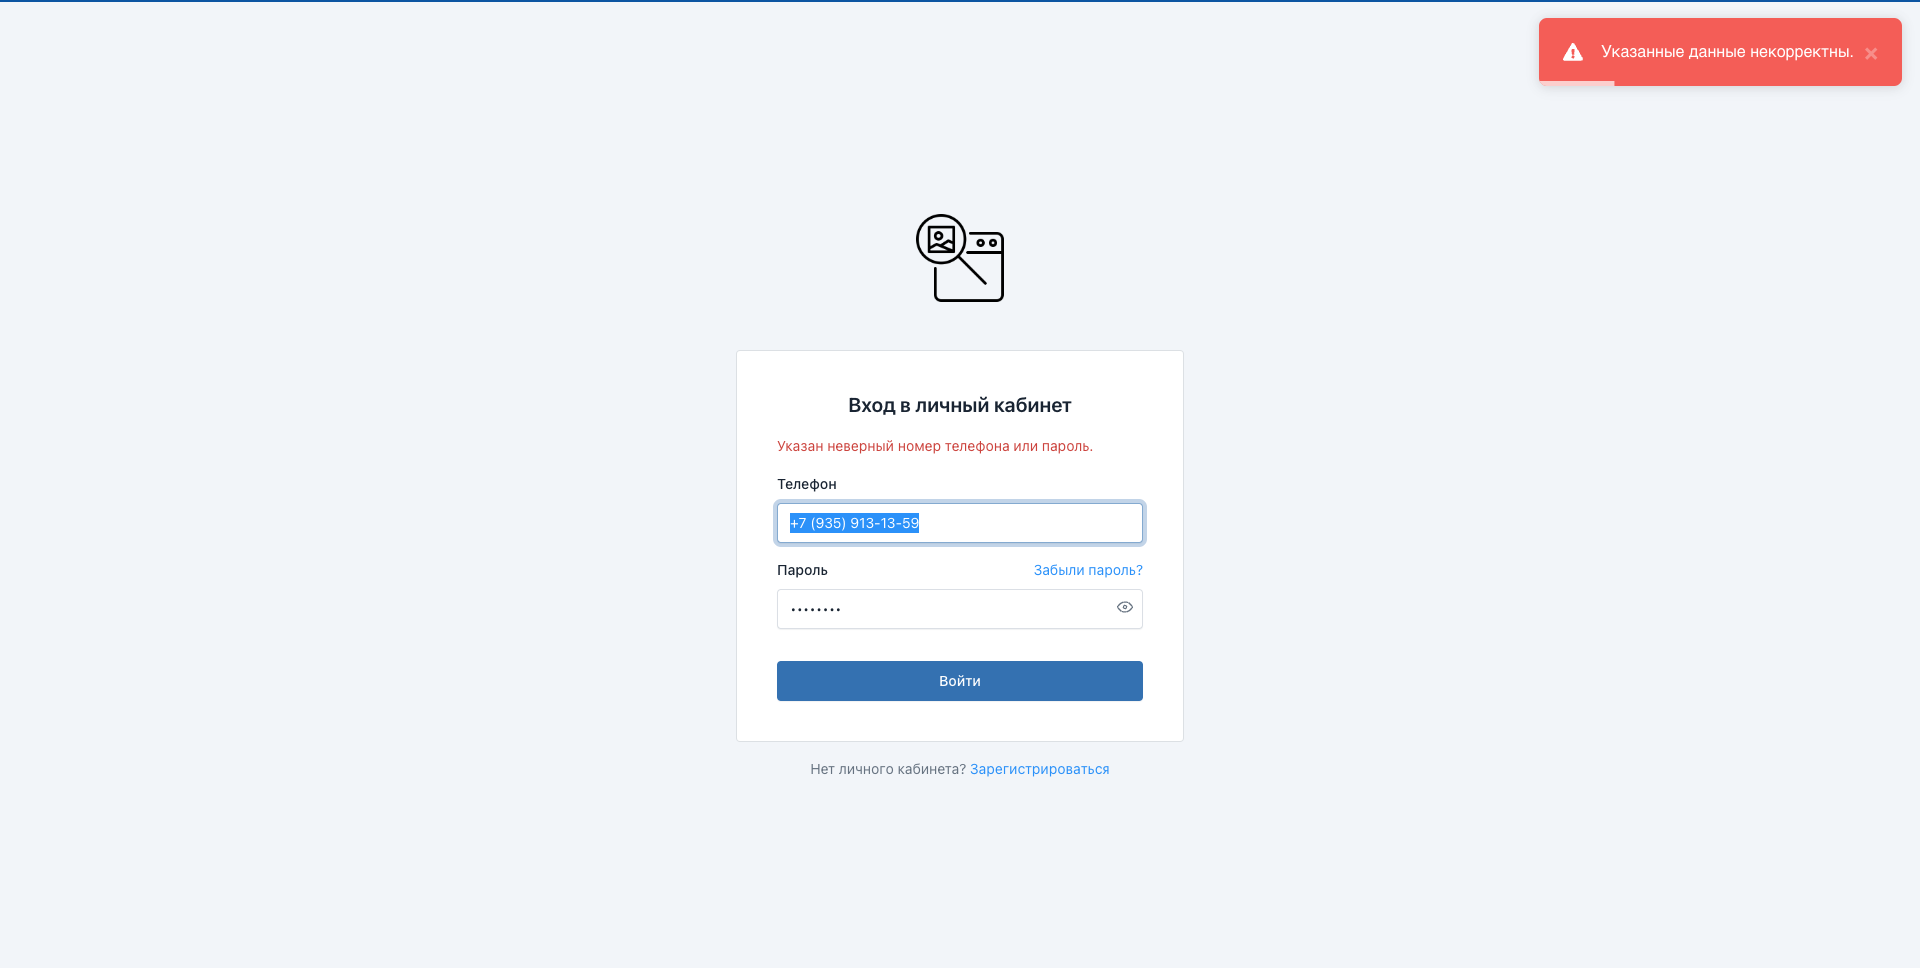 Указанные данные некорректны.
Вход в личный кабинет
Указан неверный номер телефона или пароль.
Телефон
+7 (935) 913-13-59
Пароль
Забыли пароль?
••••••••
Войти
Нет личного кабинета? Зарегистрироваться